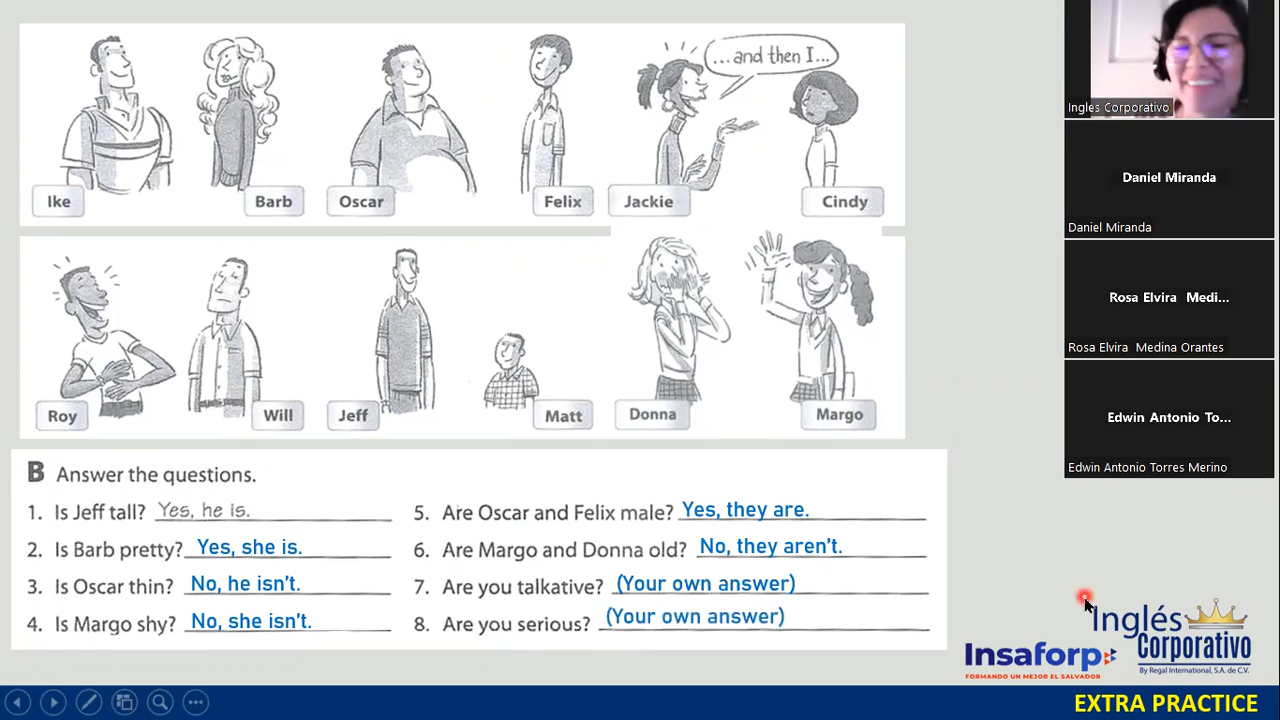 ...and then I...
Ike
Barb
Oscar
Felix
Jackie
Cindy
Roy
Will
Jeff
Matt
Donna
Margo
B Answer the questions.
1. Is Jeff tall? Yes, he is.
2. Is Barb pretty? Yes, she is.
3. Is Oscar thin? No, he isn't.
4. Is Margo shy? No, she isn't.
5. Are Oscar and Felix male? Yes, they are.
6. Are Margo and Donna old? No, they aren't.
7. Are you talkative? (Your own answer)
8. Are you serious? (Your own answer)
Ingles Corporativo
Daniel Miranda
Daniel Miranda
Rosa Elvira Medi...
Rosa Elvira Medina Orantes
Edwin Antonio To...
Edwin Antonio Torres Merino
Insaforp
FORMANDO UN MEJOR EL SALVADOR
Inglés
Corporativo
By Regal International, S.A. de C.V.
EXTRA PRACTICE